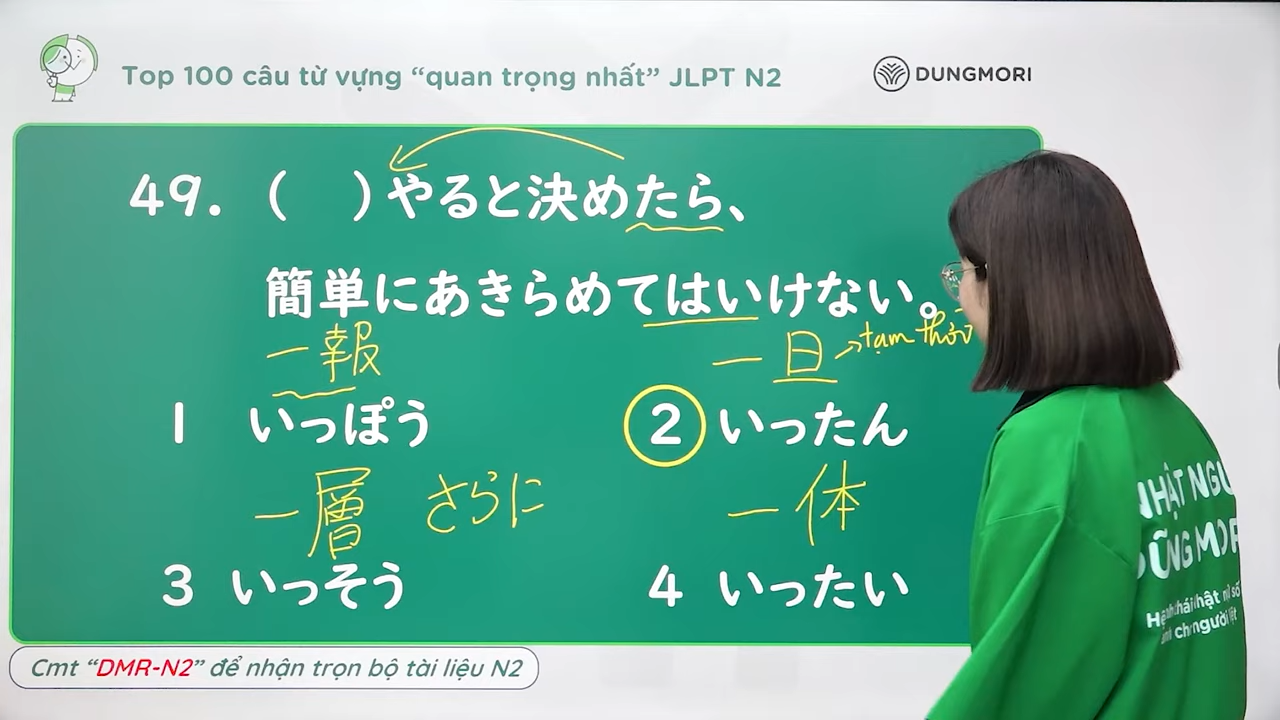 Top 100 câu từ vựng “quan trọng nhất” JLPT N2
DUNGMORI
49. (　)やると決めたら、
簡単にあきらめてはいけない。
一報
一旦→tạm thời
1 いっぽう
2 いったん
一層 さらに
一体
3 いっそう
4 いったい
Cmt “DMR-N2” để nhận trọn bộ tài liệu N2
NHẬT NGỮ
DŨNG MORI